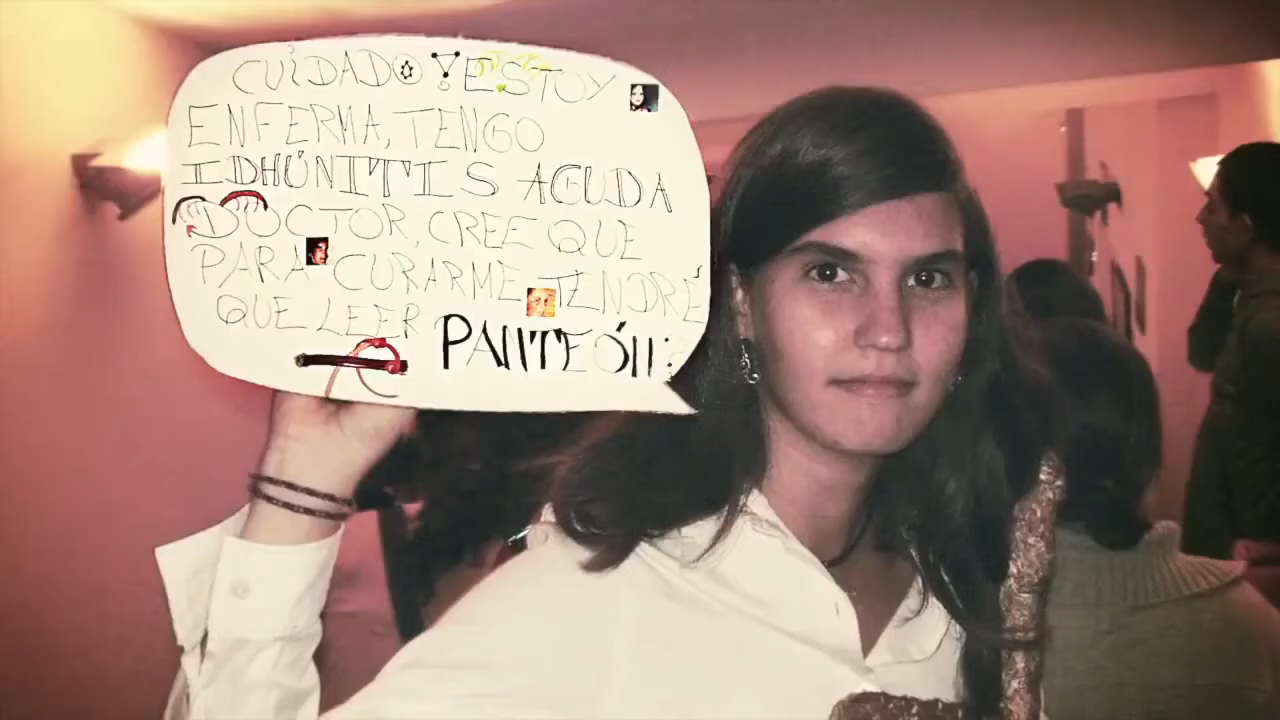 CUIDADO ! ESTOY
ENFERMA, TENGO
IDHÚNITIS AGUDA
DOCTOR, CREE QUE
PARA CURARME TENDRÉ
QUE LEER PANTEÓN?